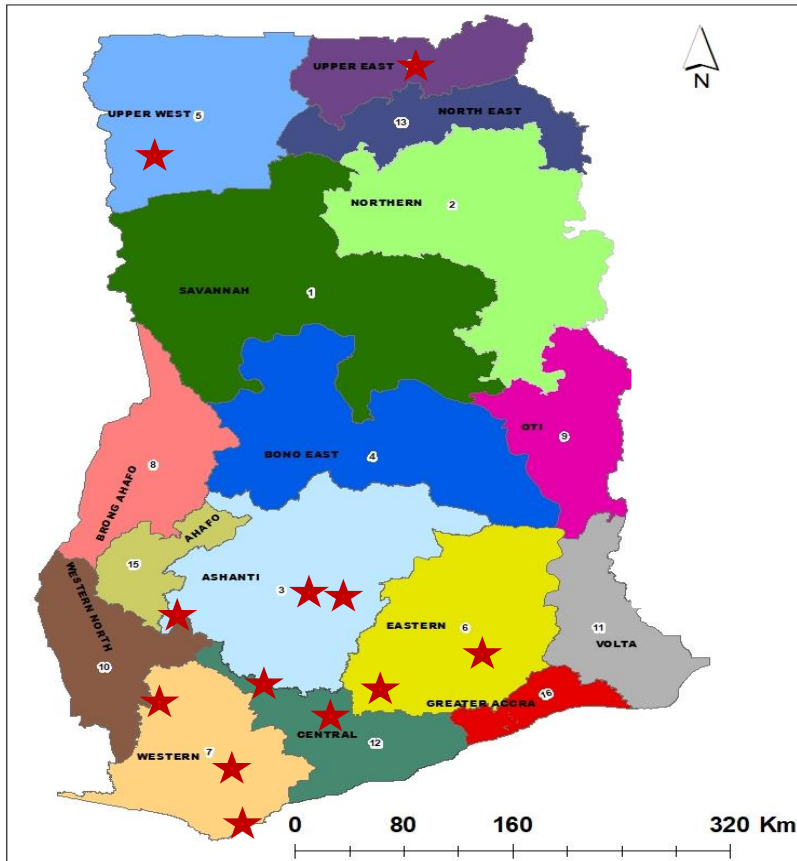 N
UPPER EAST
UPPER WEST
5
NORTH EAST
13
NORTHERN
2
SAVANNAH
1
OTI
9
BONO EAST
4
8
BRONG AHAFO
AHAFO
15
ASHANTI
3
WESTERN NORTH
10
EASTERN
6
11
VOLTA
GREATER ACCRA
16
CENTRAL
12
WESTERN
7
0 80 160 320 Km